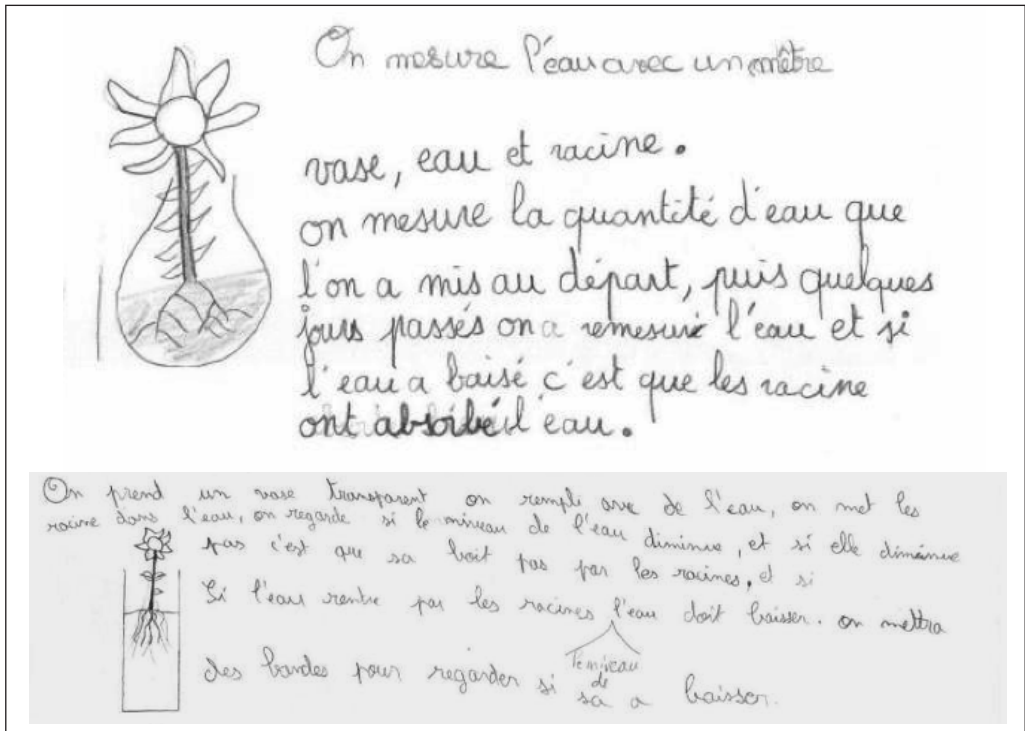 On mesure l'eau avec un mètre
vase, eau et racine.
on mesure la quantité d'eau que
l'on a mis au départ, puis quelques
jours passés on a remesuré l'eau et si
l'eau a baisé c'est que les racine
ont absorbé l'eau.
On prend un vase transparent on rempli avec de l'eau, on met les
racine dans l'eau, on regarde si le niveau de l'eau diminue, et si elle diminue
pas c'est que sa boit pas par les racines, et si
Si l'eau rentre par les racines l'eau doit baisser. on mettra
le niveau
de
des bandes pour regarder si sa a baisser.